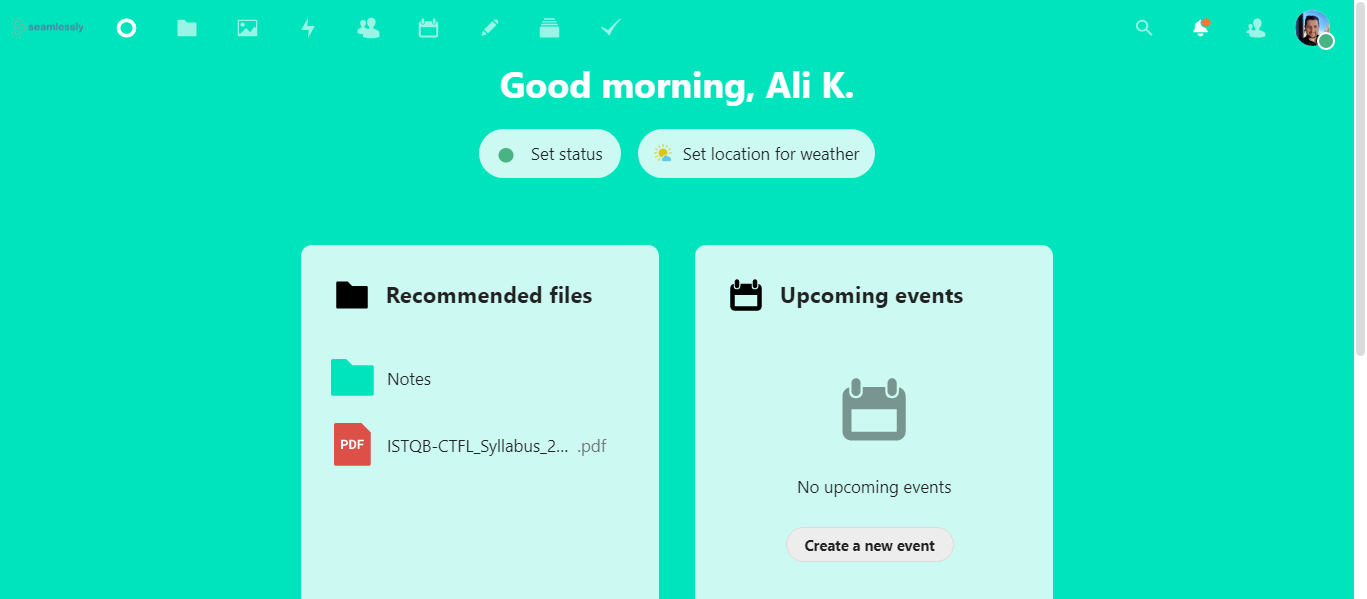 seamlessly
Good morning, Ali K.
Set status
Set location for weather
Recommended files
Notes
PDF
ISTQB-CTFL_Syllabus_2... .pdf
Upcoming events
No upcoming events
Create a new event